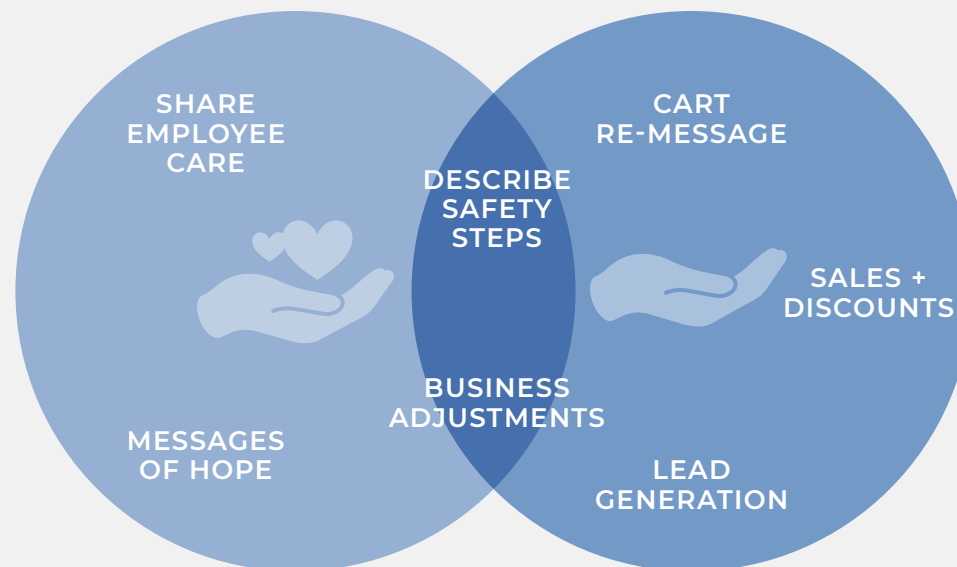 SHARE
EMPLOYEE
CARE
MESSAGES
OF HOPE
DESCRIBE
SAFETY
STEPS
BUSINESS
ADJUSTMENTS
CART
RE-MESSAGE
SALES +
DISCOUNTS
LEAD
GENERATION